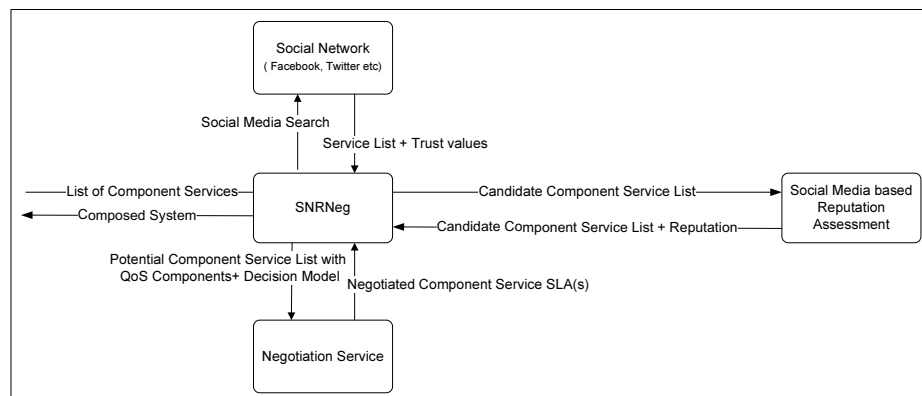 Social Network
( Facebook, Twitter etc)
Social Media Search
Service List + Trust values
List of Component Services
Composed System
SNRNeg
Candidate Component Service List
Candidate Component Service List + Reputation
Social Media based
Reputation
Assessment
Potential Component Service List with
QoS Components+ Decision Model
Negotiated Component Service SLA(s)
Negotiation Service